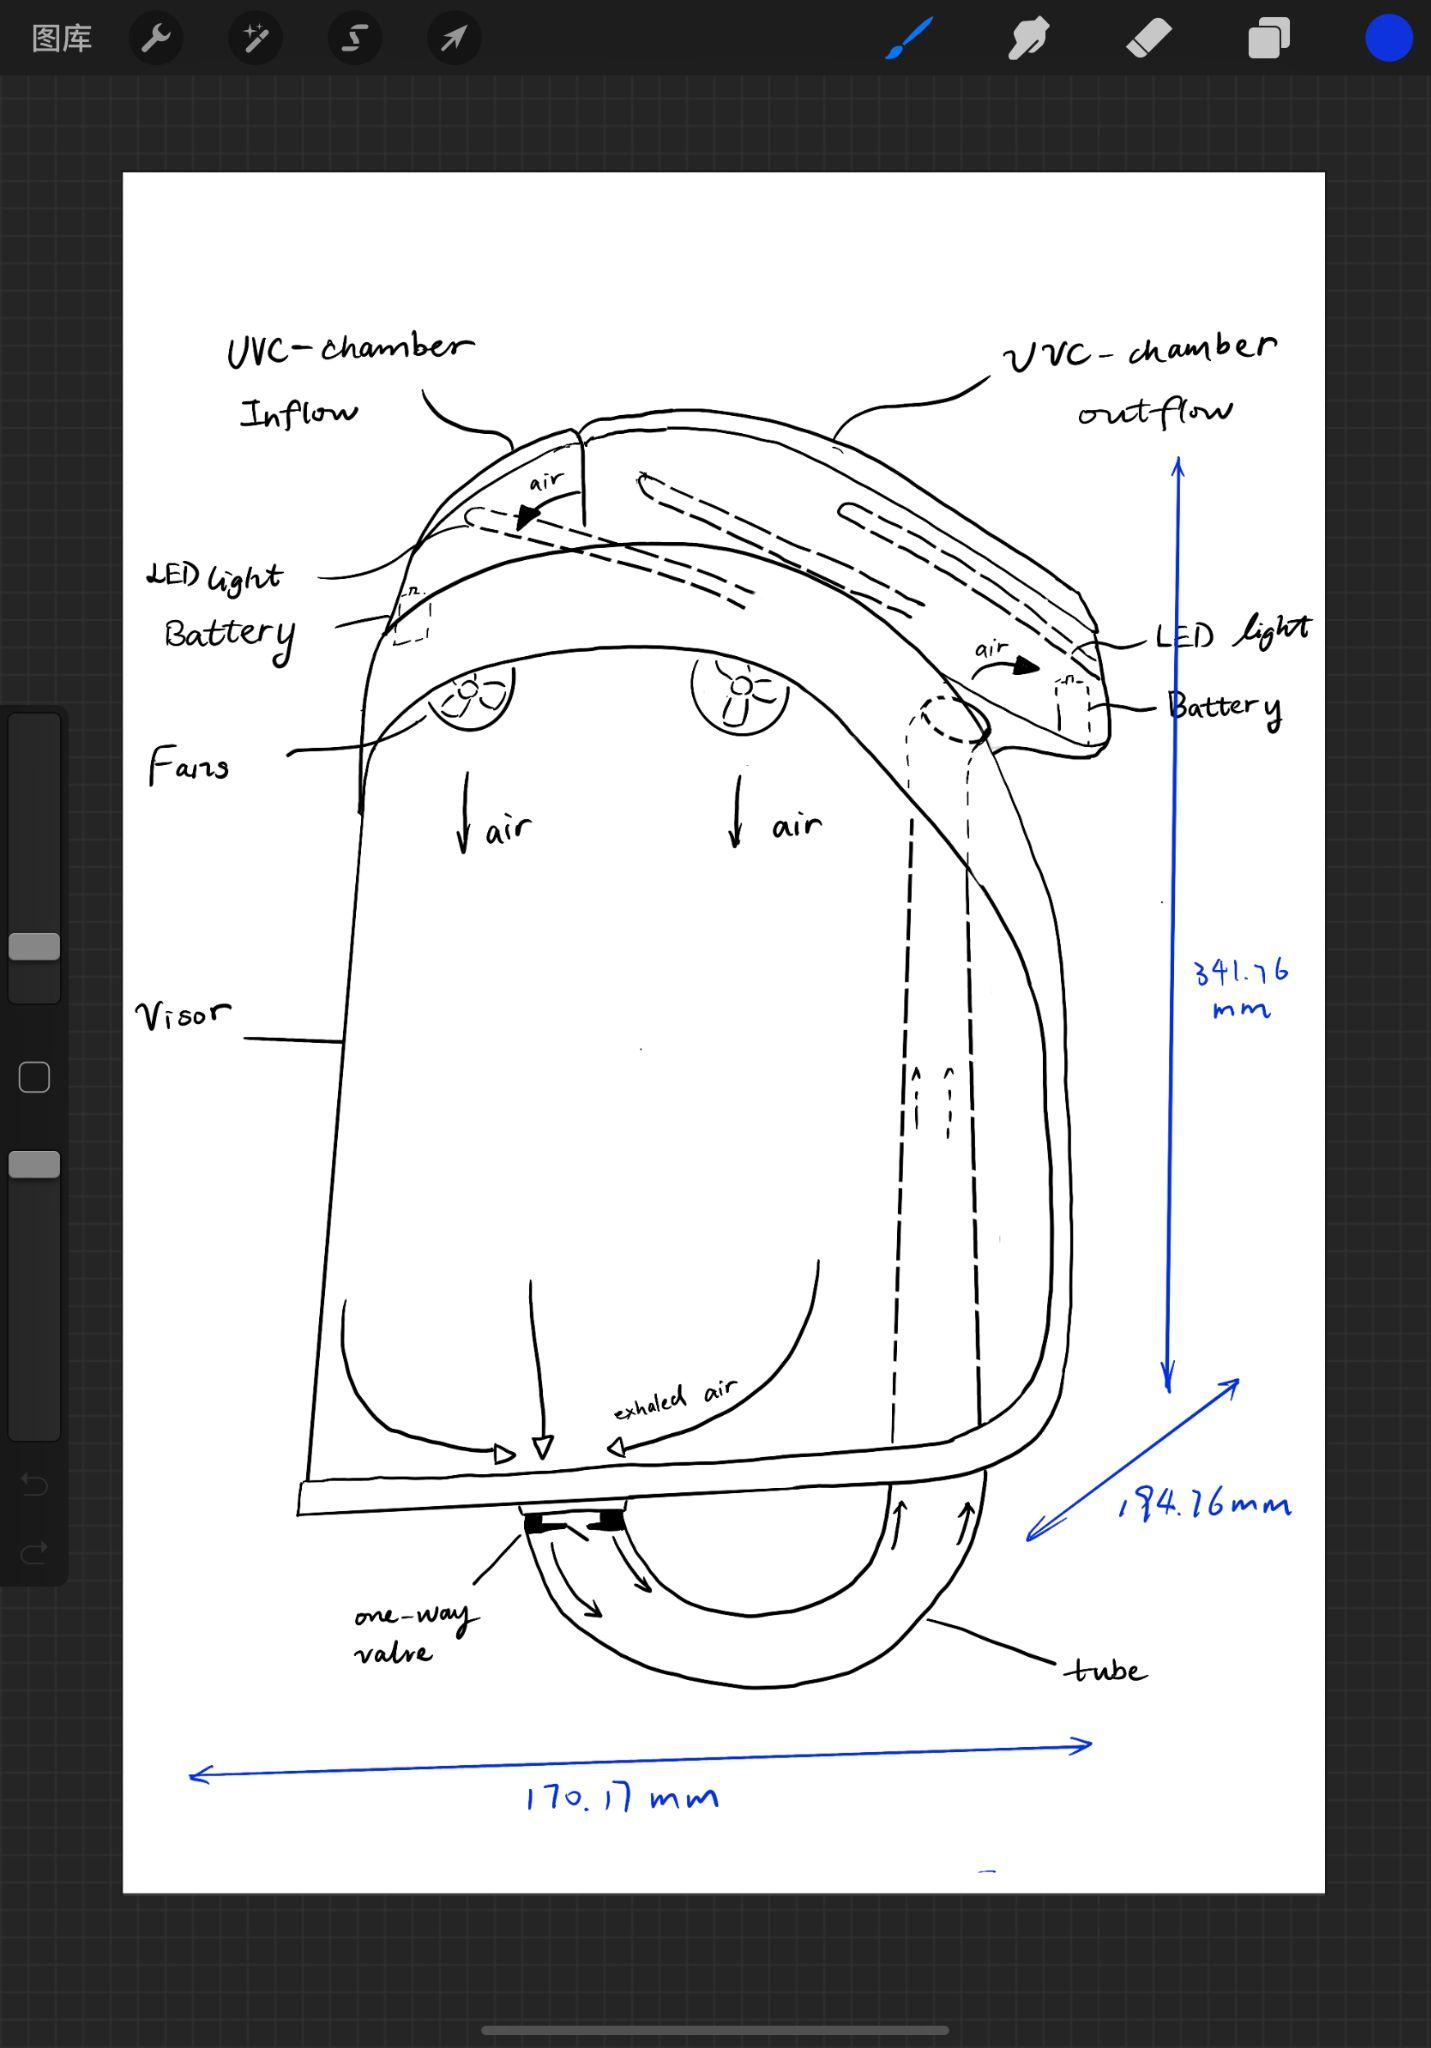 图库
UVC-chamber
Inflow
UVC-chamber
outflow
air
LED light
Battery
LED light
air
Battery
Fans
air
air
341.76
mm
Visor
exhaled air
194.76mm
one-way
valve
tube
170.17 mm